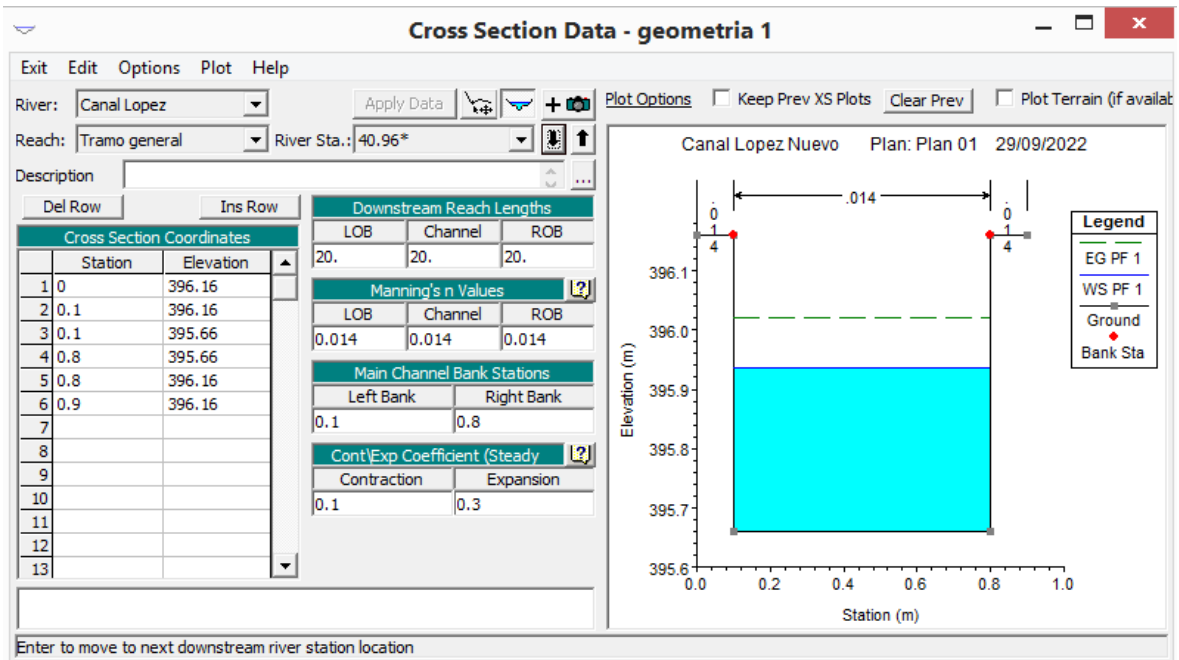 Cross Section Data - geometria 1
Exit Edit Options Plot Help
River: Canal Lopez Apply Data
Reach: Tramo general River Sta.: 40.96*
Description ...
Del Row Ins Row
Cross Section Coordinates
Station Elevation
1 0 396.16
2 0.1 396.16
3 0.1 395.66
4 0.8 395.66
5 0.8 396.16
6 0.9 396.16
7
8
9
10
11
12
13
Downstream Reach Lengths
LOB Channel ROB
20. 20. 20.
Manning's n Values
LOB Channel ROB
0.014 0.014 0.014
Main Channel Bank Stations
Left Bank Right Bank
0.1 0.8
Cont\Exp Coefficient (Steady
Contraction Expansion
0.1 0.3
Plot Options Keep Prev XS Plots Clear Prev Plot Terrain (if availab
Canal Lopez Nuevo Plan: Plan 01 29/09/2022
.014 .014 .014
Legend
EG PF 1
WS PF 1
Ground
Bank Sta
Elevation (m)
396.1
396.0
395.9
395.8
395.7
395.6
0.0 0.2 0.4 0.6 0.8 1.0
Station (m)
Enter to move to next downstream river station location